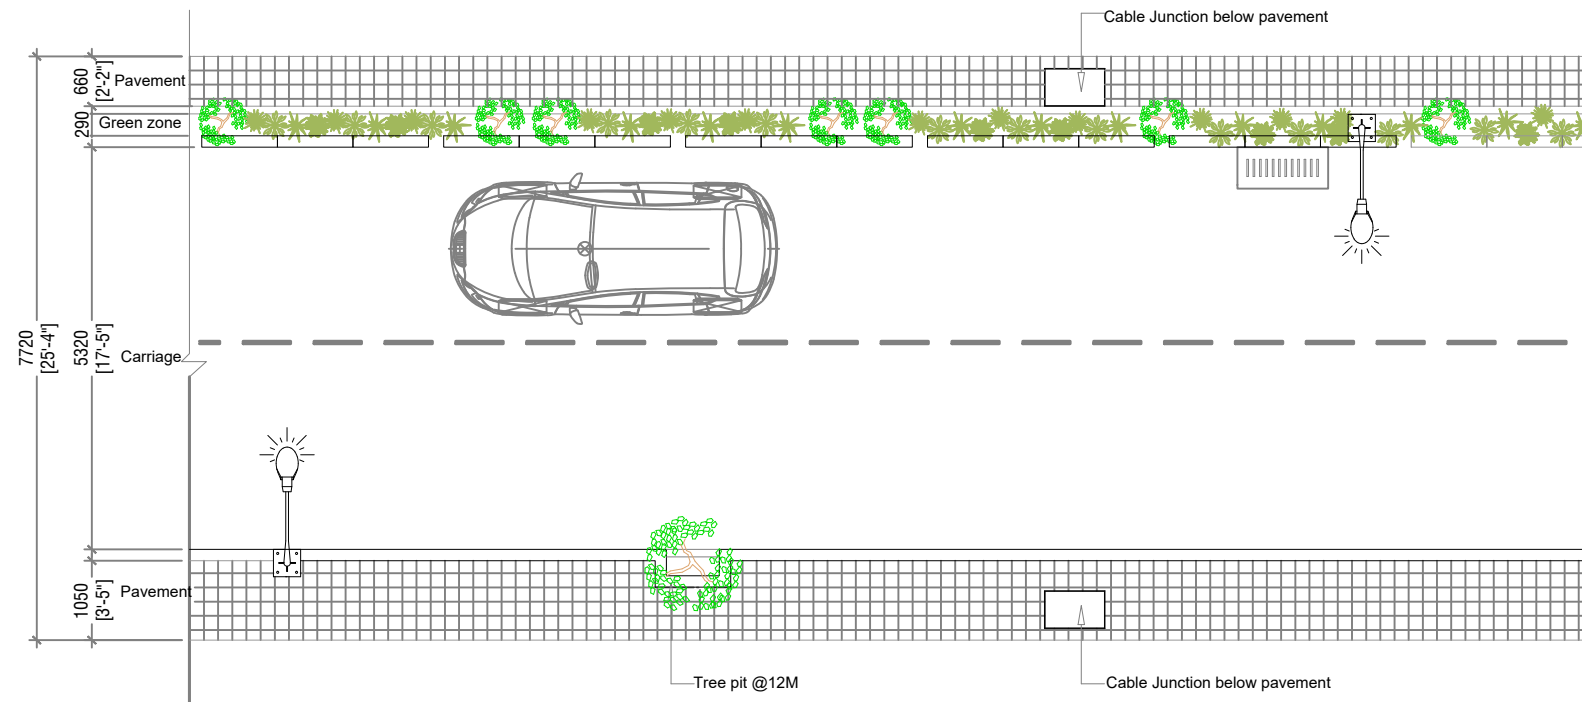 Cable Junction below pavement
660
[2'-2"]
Pavement
290
Green zone
7720
[25'-4"]
5320
[17'-5"]
Carriage
1050
[3'-5"]
Pavement
Tree pit @12M
Cable Junction below pavement